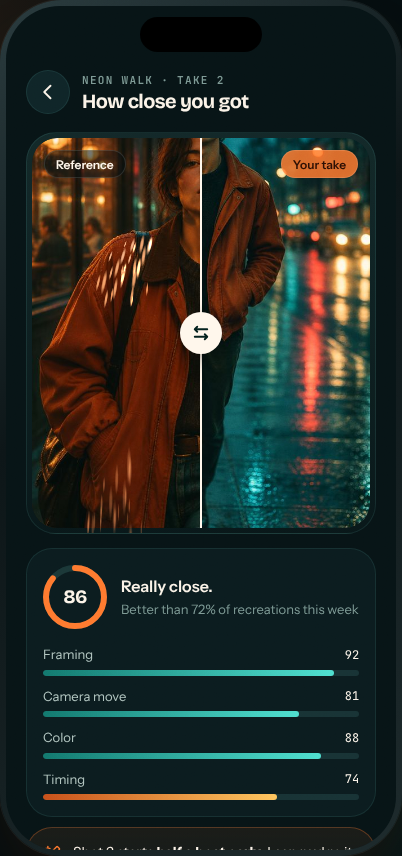 NEON WALK · TAKE 2
How close you got
Reference
Your take
86
Really close.
Better than 72% of recreations this week
Framing
92
Camera move
81
Color
88
Timing
74